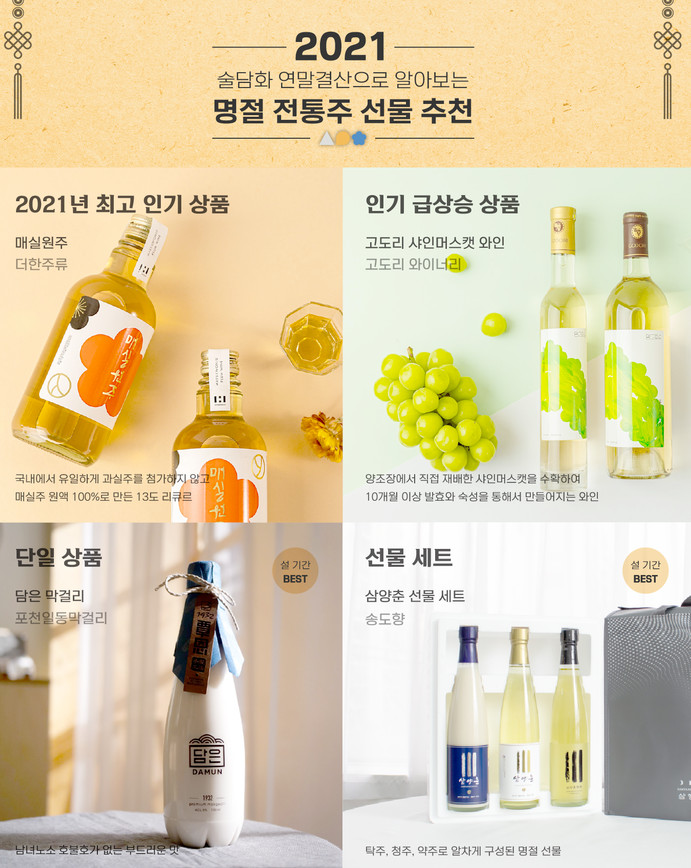 2021
술담화 연말결산으로 알아보는
명절 전통주 선물 추천
2021년 최고 인기 상품
매실원주
더한주류
매실원주
매실원
국내에서 유일하게 과실주를 첨가하지 않고
매실주 원액 100%로 만든 13도 리큐르
인기 급상승 상품
고도리 샤인머스캣 와인
고도리 와이너리
양조장에서 직접 재배한 샤인머스캣을 수확하여
10개월 이상 발효와 숙성을 통해서 만들어지는 와인
단일 상품
설 기간
BEST
담은 막걸리
포천일동막걸리
담은
DAMUN
1932
남녀노소 호불호가 없는 부드러운 맛
선물 세트
설 기간
BEST
삼양춘 선물 세트
송도향
삼양춘
삼양춘
탁주, 청주, 약주로 알차게 구성된 명절 선물